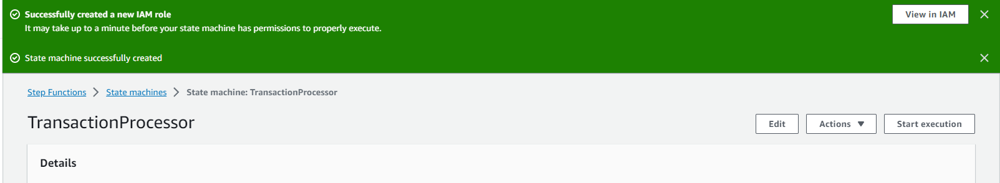 Successfully created a new IAM role
It may take up to a minute before your state machine has permissions to properly execute.
View in IAM
State machine successfully created
Step Functions State machines State machine: TransactionProcessor
TransactionProcessor
Edit Actions Start execution
Details